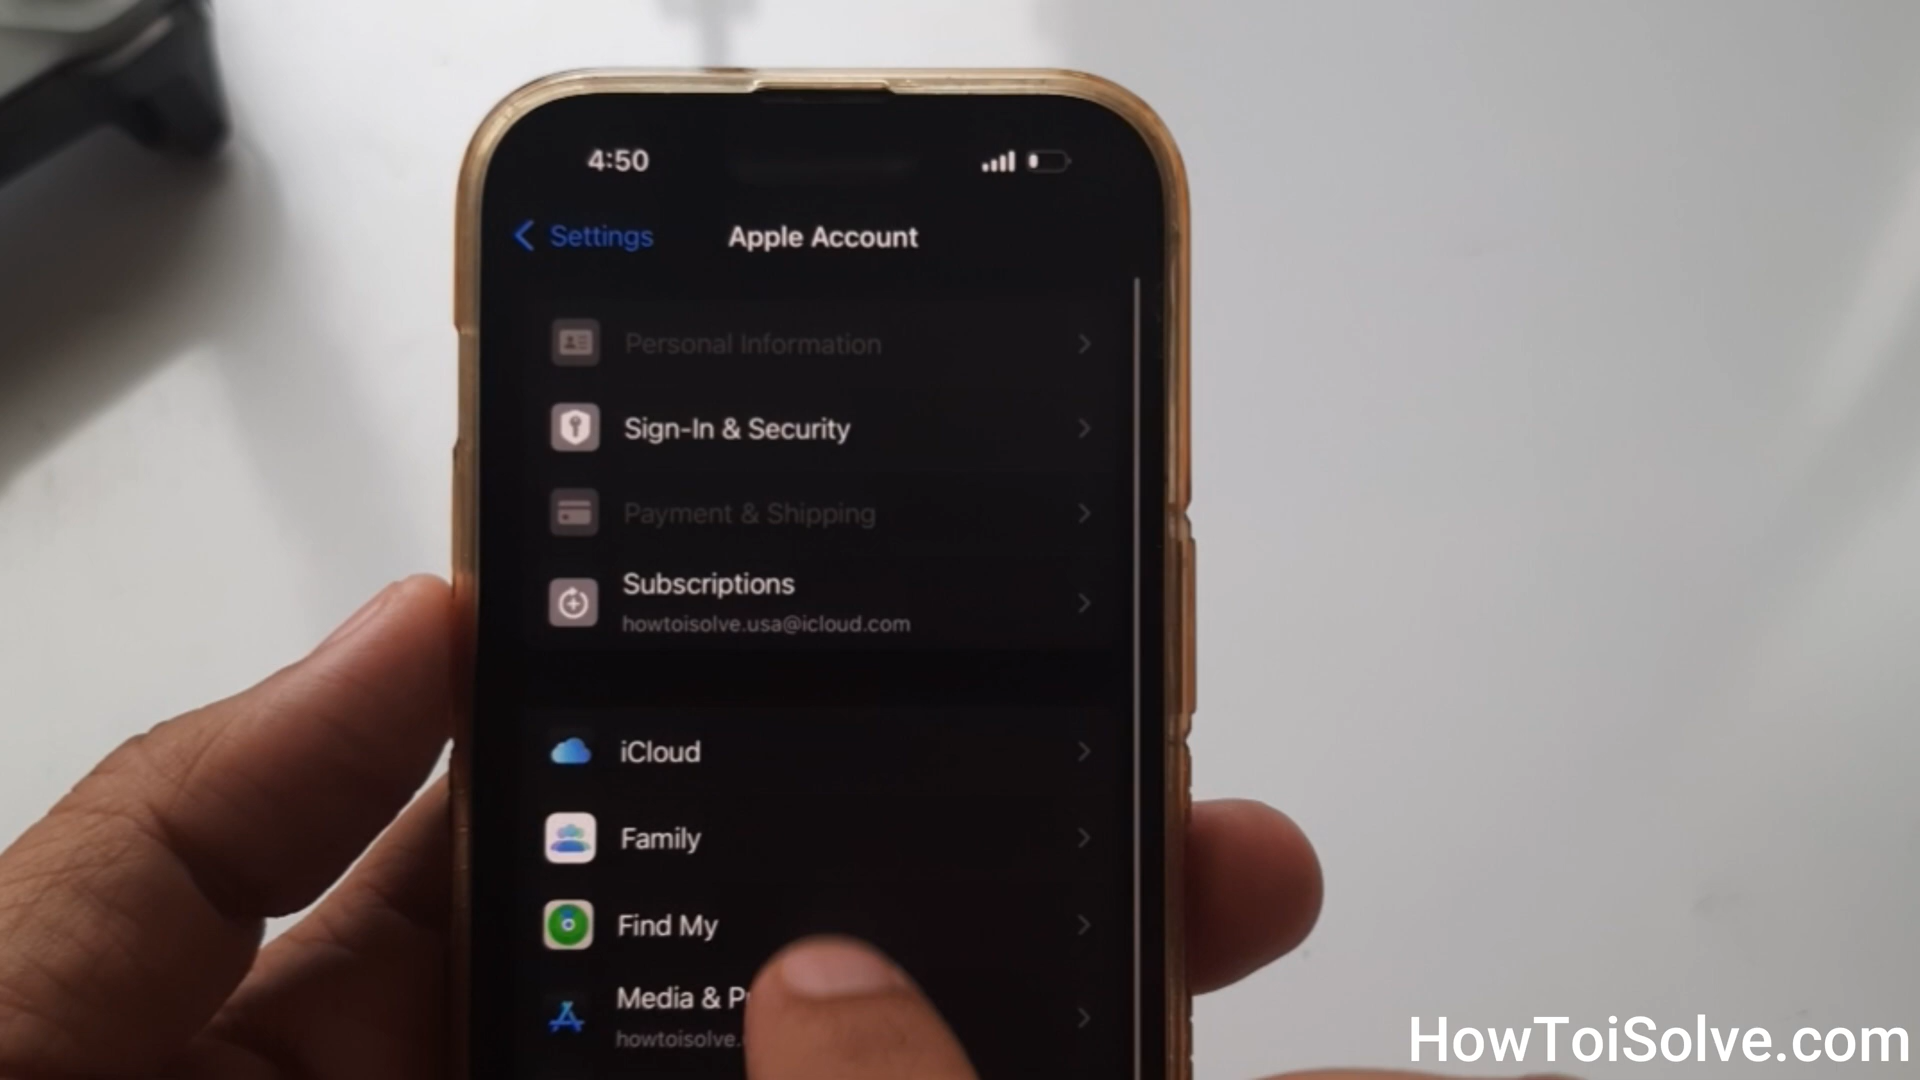 4:50
Settings
Apple Account
Personal Information
Sign-In & Security
Payment & Shipping
Subscriptions
howtoisolve.usa@icloud.com
iCloud
Family
Find My
Media &
howtoisolve.
HowToiSolve.com